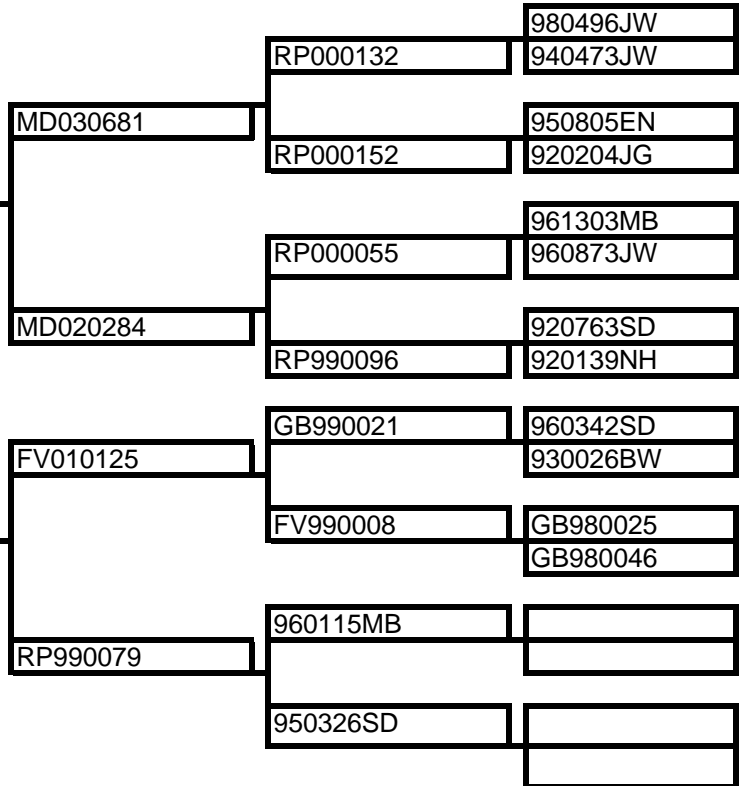 980496JW
RP000132
940473JW
MD030681
950805EN
RP000152
920204JG
961303MB
RP000055
960873JW
MD020284
920763SD
RP990096
920139NH
GB990021
960342SD
FV010125
930026BW
FV990008
GB980025
GB980046
960115MB
RP990079
950326SD